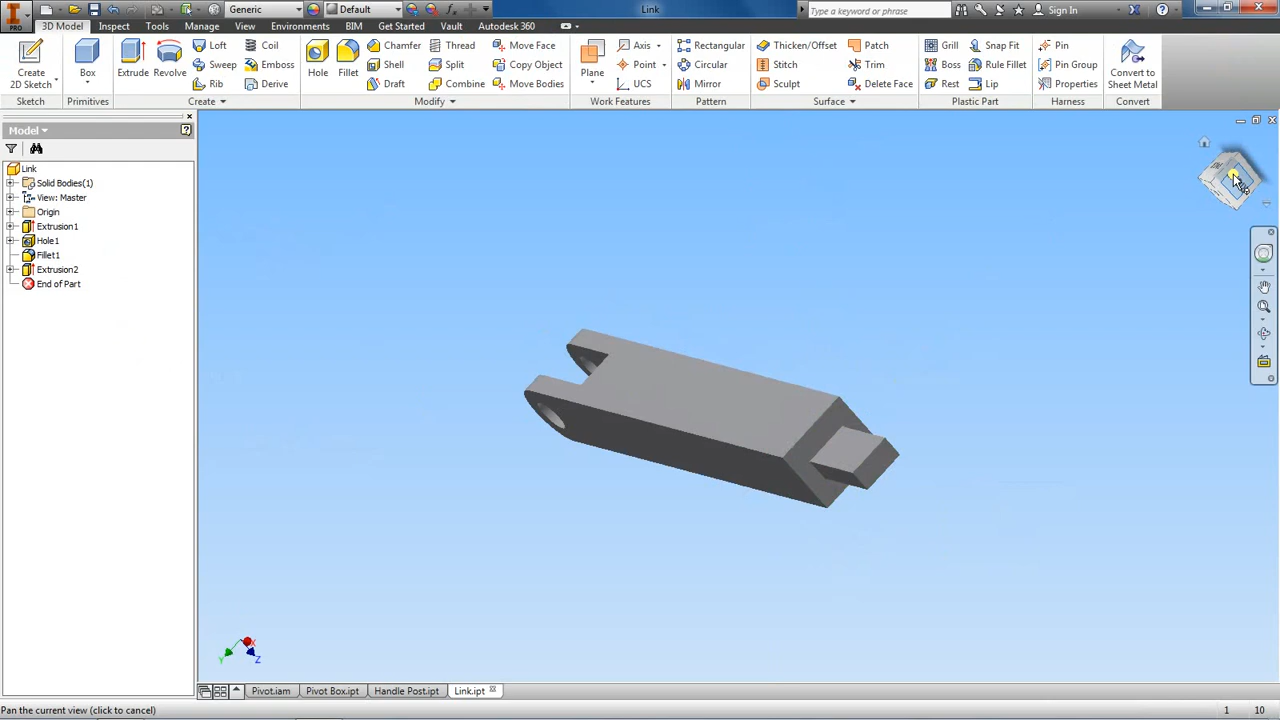 Generic Default Link Type a keyword or phrase Sign In
PRO 3D Model Inspect Tools Manage View Environments BIM Get Started Vault Autodesk 360
Loft Coil Chamfer Thread Move Face Axis Rectangular Thicken/Offset Patch Grill Snap Fit Pin
Create 2D Sketch Box Extrude Revolve Sweep Emboss Hole Fillet Shell Split Copy Object Plane Point Circular Stitch Trim Boss Rule Fillet Pin Group Convert to Sheet Metal
Rib Derive Draft Combine Move Bodies UCS Mirror Sculpt Delete Face Rest Lip Properties
Sketch Primitives Create Modify Work Features Pattern Surface Plastic Part Harness Convert
Model
Link
Solid Bodies(1)
View: Master
Origin
Extrusion1
Hole1
Fillet1
Extrusion2
End of Part
X
Y Z
Pivot.iam Pivot Box.ipt Handle Post.ipt Link.ipt
Pan the current view (click to cancel) 1 10